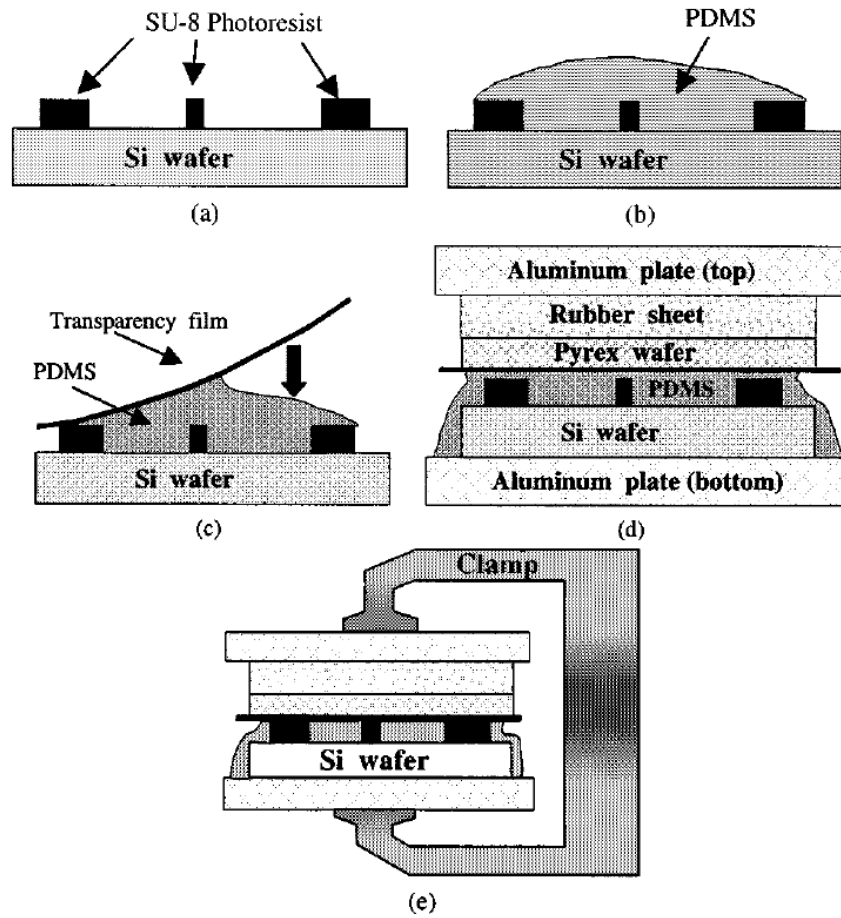 SU-8 Photoresist
Si wafer
(a)
PDMS
Si wafer
(b)
Transparency film
PDMS
Si wafer
(c)
Aluminum plate (top)
Rubber sheet
Pyrex wafer
PDMS
Si wafer
Aluminum plate (bottom)
(d)
Clamp
Si wafer
(e)